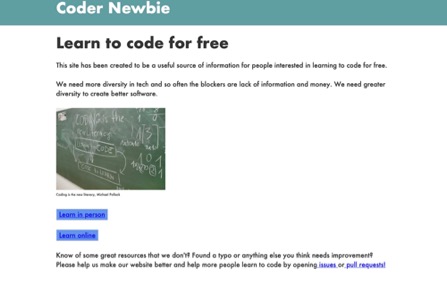 Coder Newbie
Learn to code for free
This site has been created to be a useful source of information for people interested in learning to code for free.
We need more diversity in tech and so often the blockers are lack of information and money. We need greater
diversity to create better software.
CODE
Coding is the new literacy, Michael Pollock
Learn in person
Learn online
Know of some great resources that we don't? Found a typo or anything else you think needs improvement?
Please help us make our website better and help more people learn to code by opening issues or pull requests!